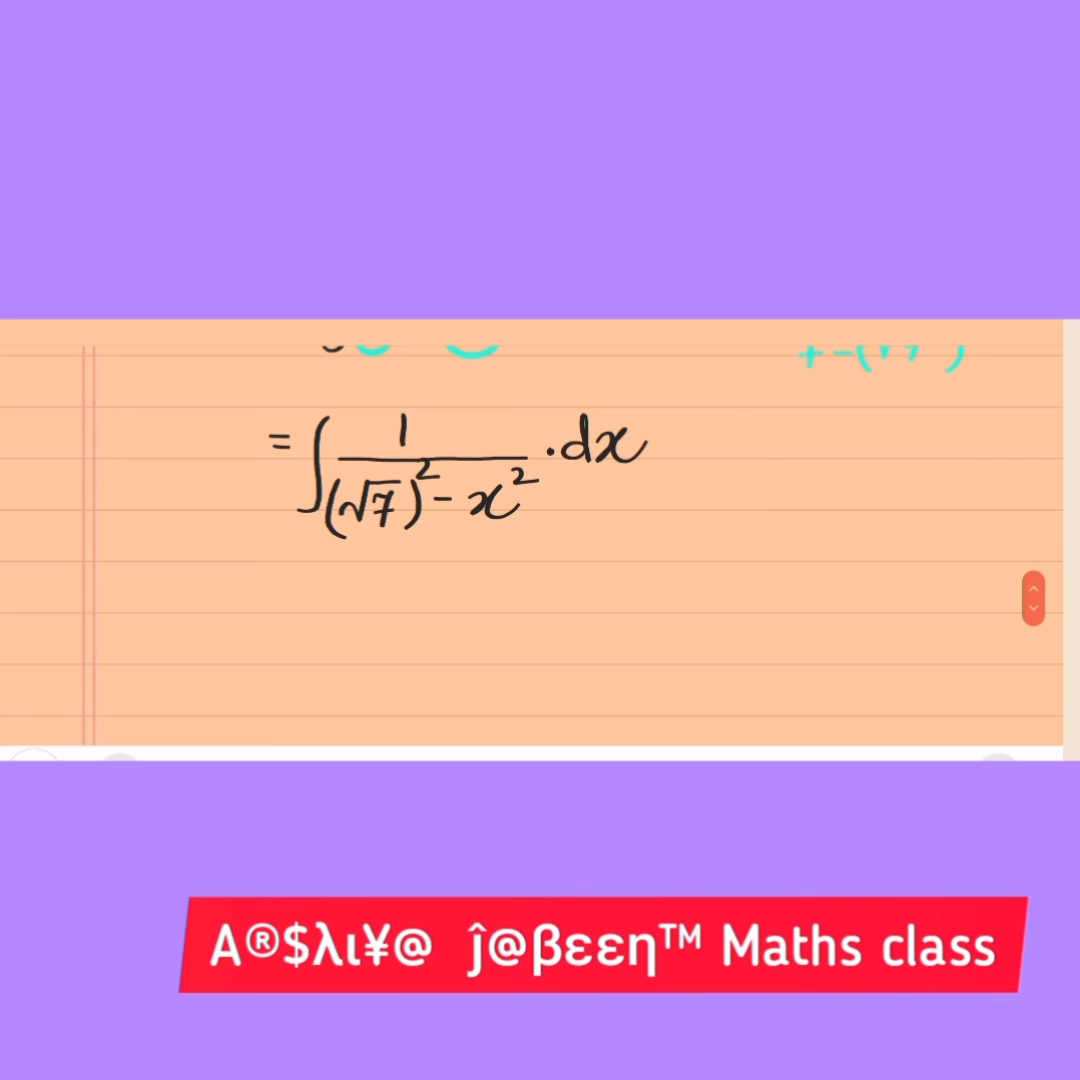 = ∫ 1/((√7)² - x²) .dx
A®$λι¥@ ĵ@βεεη™ Maths class